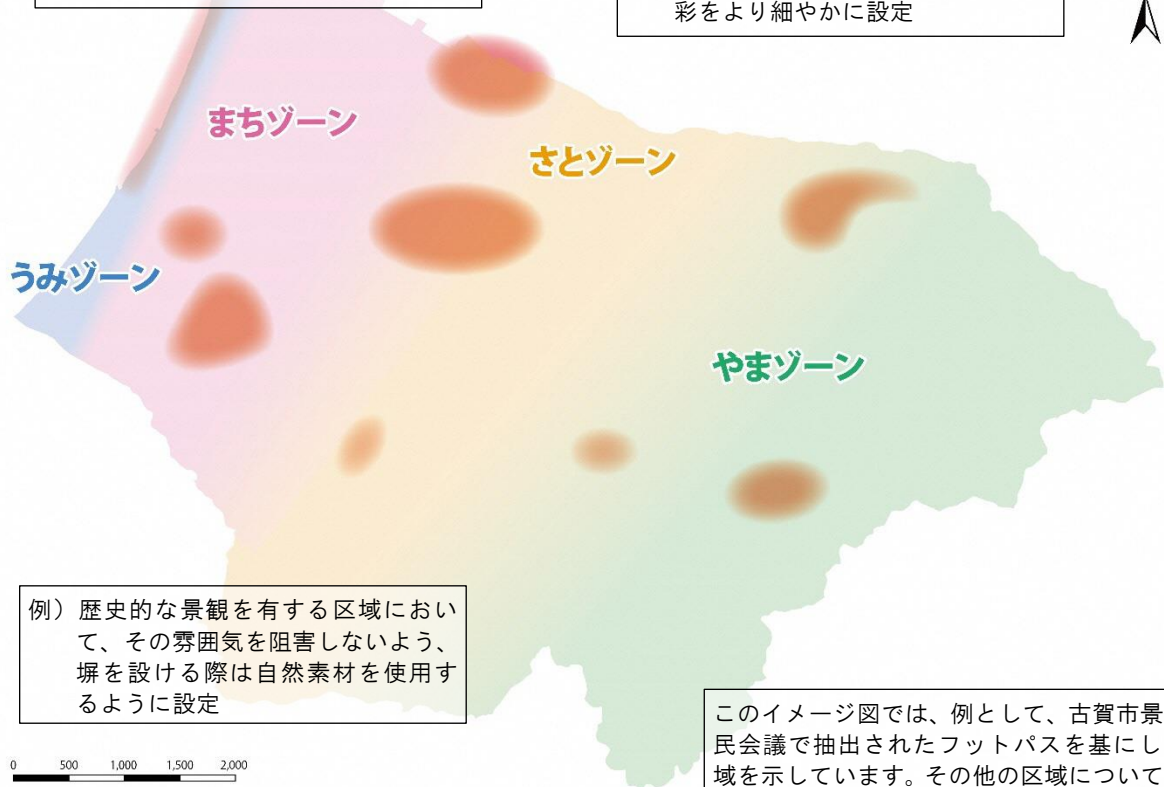 彩をより細やかに設定
まちゾーン
さとゾーン
うみゾーン
やまゾーン
例）歴史的な景観を有する区域におい
て、その雰囲気を阻害しないよう、
塀を設ける際は自然素材を使用す
るように設定
このイメージ図では、例として、古賀市景
民会議で抽出されたフットパスを基にし
域を示しています。その他の区域について
0 500 1,000 1,500 2,000